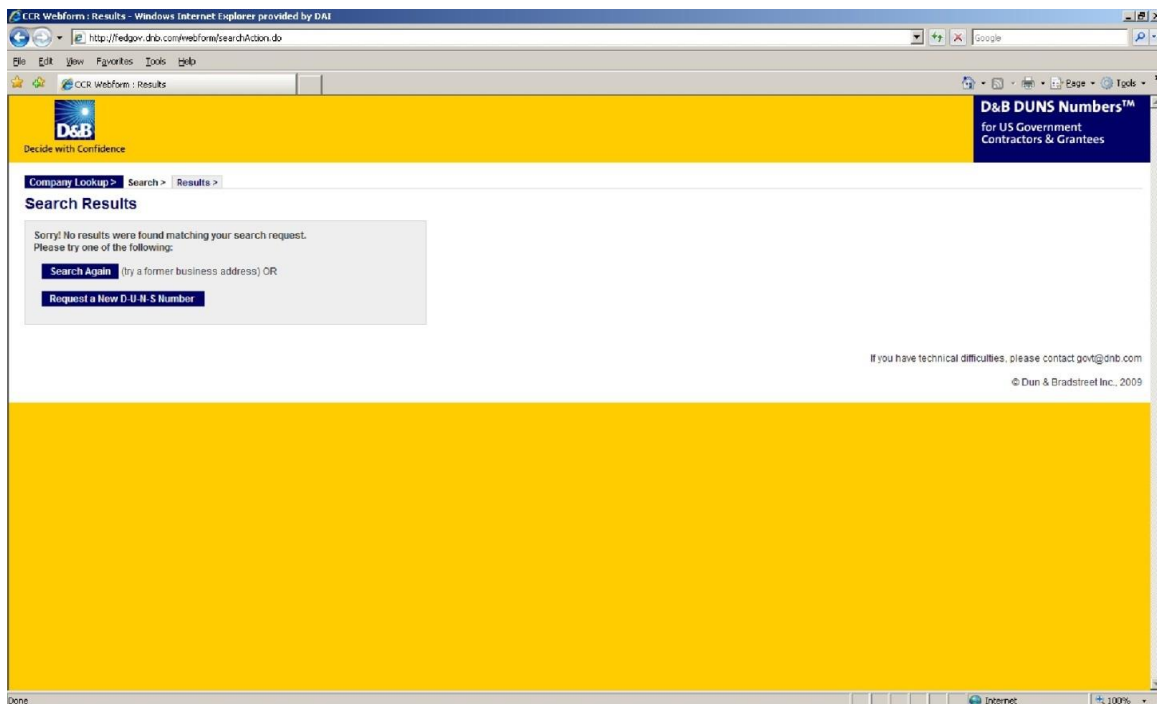 CCR Webform : Results - Windows Internet Explorer provided by DAI
http://fedgov.dnb.com/webform/searchAction.do
Google
File Edit View Favorites Tools Help
CCR Webform : Results
Page Tools
D&B
Decide with Confidence
D&B DUNS Numbers™
for US Government
Contractors & Grantees
Company Lookup > Search > Results >
Search Results
Sorry! No results were found matching your search request.
Please try one of the following:
Search Again (try a former business address) OR
Request a New D-U-N-S Number
If you have technical difficulties, please contact govt@dnb.com
© Dun & Bradstreet Inc., 2009
Done Internet 100%